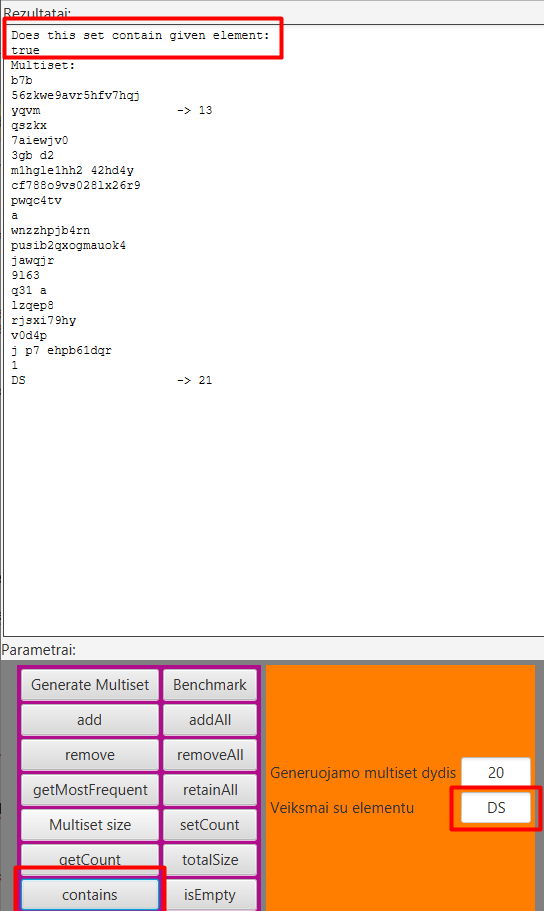 Rezultatai:
Does this set contain given element:
true
Multiset:
b7b
56zkwe9avr5hfv7hqj
yqvm -> 13
qszkx
7aiewjv0
3gb d2
m1hgle1hh2 42hd4y
cf788o9vs028lx26r9
pwqc4tv
a
wnzzhpjb4rn
pusib2qxogmauok4
jawqjr
9l63
q31 a
lzqep8
rjsxi79hy
v0d4p
j p7 ehpb61dqr
1
DS -> 21
Parametrai:
Generate Multiset Benchmark
add addAll
remove removeAll
getMostFrequent retainAll
Multiset size setCount
getCount totalSize
contains isEmpty
Generuojamo multiset dydis 20
Veiksmai su elementu DS